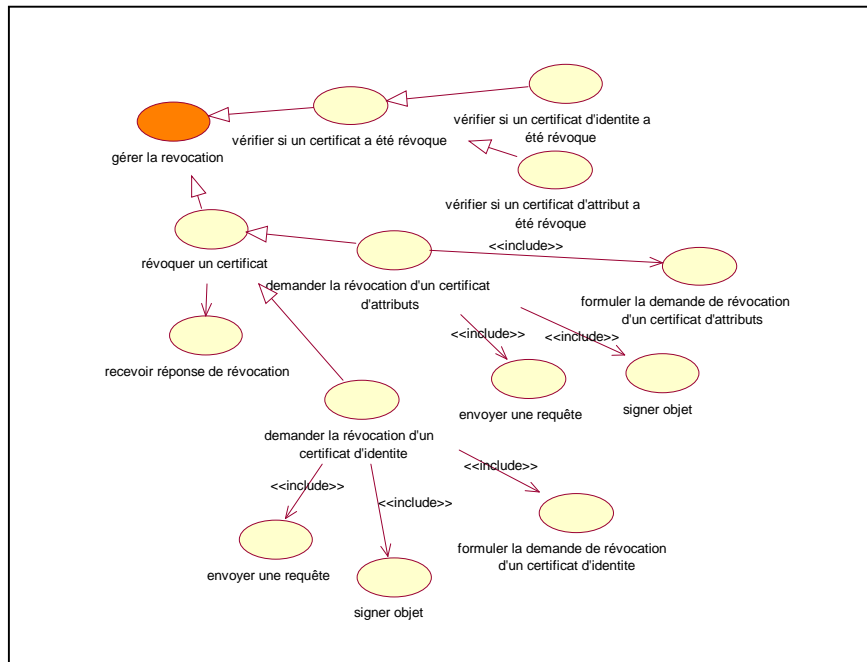 vérifier si un certificat d'identite a
été révoque
vérifier si un certificat a été révoque
gérer la revocation
vérifier si un certificat d'attribut a
été révoque
<<include>>
révoquer un certificat
demander la révocation d'un certificat
d'attributs
formuler la demande de révocation
d'un certificat d'attributs
<<include>>
<<include>>
recevoir réponse de révocation
envoyer une requête
signer objet
demander la révocation d'un
certificat d'identite
<<include>>
<<include>>
<<include>>
formuler la demande de révocation
d'un certificat d'identite
envoyer une requête
signer objet